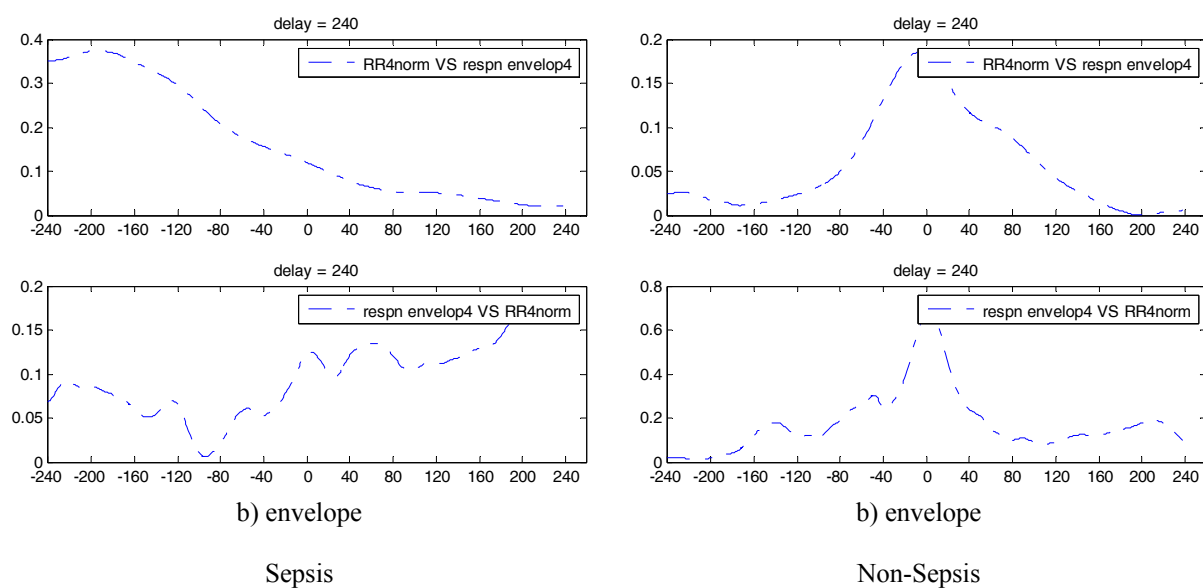 delay = 240
0.4
0.3
0.2
0.1
0
RR4norm VS respn envelop4
-240 -200 -160 -120 -80 -40 0 40 80 120 160 200 240
delay = 240
0.2
0.15
0.1
0.05
0
RR4norm VS respn envelop4
-240 -200 -160 -120 -80 -40 0 40 80 120 160 200 240
delay = 240
0.2
0.15
0.1
0.05
0
respn envelop4 VS RR4norm
-240 -200 -160 -120 -80 -40 0 40 80 120 160 200 240
delay = 240
0.8
0.6
0.4
0.2
0
respn envelop4 VS RR4norm
-240 -200 -160 -120 -80 -40 0 40 80 120 160 200 240
b) envelope
b) envelope
Sepsis
Non-Sepsis